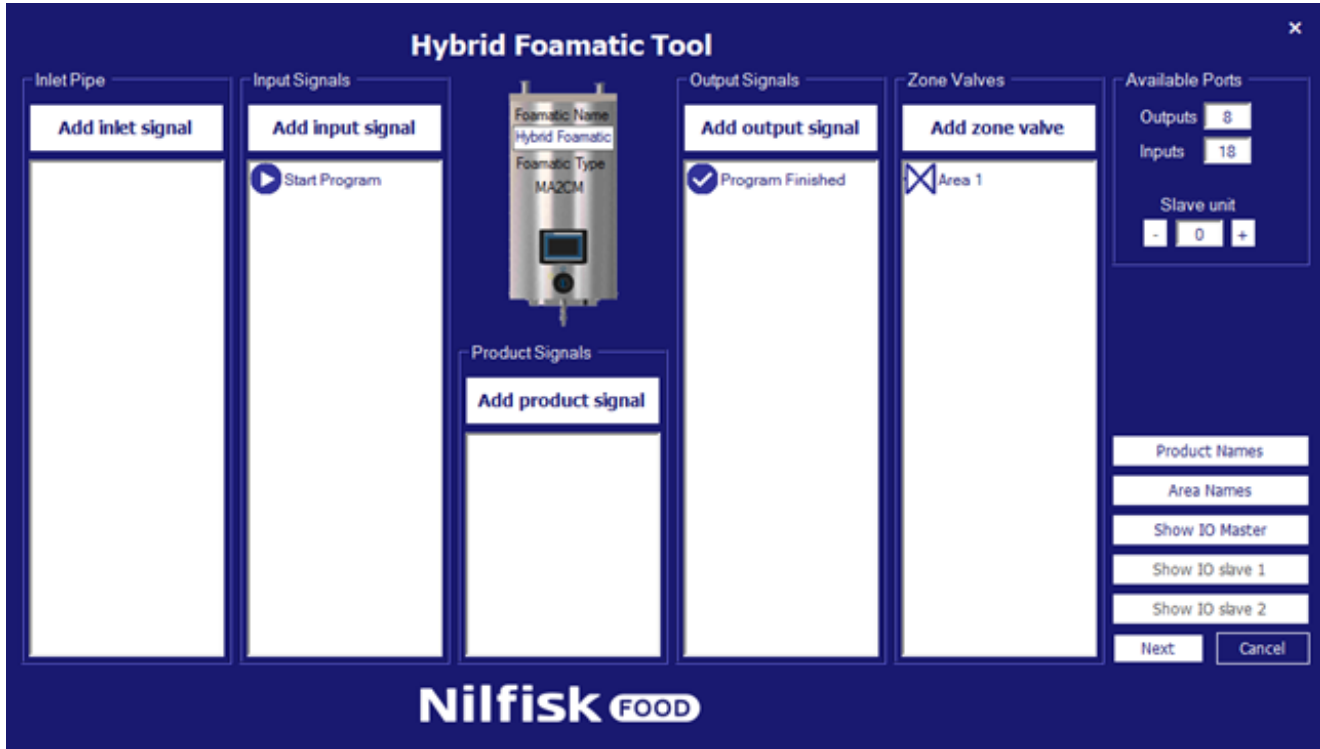 ×
Hybrid Foamatic Tool
Inlet Pipe
Add inlet signal
Input Signals
Add input signal
Start Program
Foamatic Name
Hybrid Foamatic
Foamatic Type
MA2CM
Product Signals
Add product signal
Output Signals
Add output signal
Program Finished
Zone Valves
Add zone valve
Area 1
Available Ports
Outputs 8
Inputs 18
Slave unit
- 0 +
Product Names
Area Names
Show IO Master
Show IO slave 1
Show IO slave 2
Next Cancel
Nilfisk FOOD